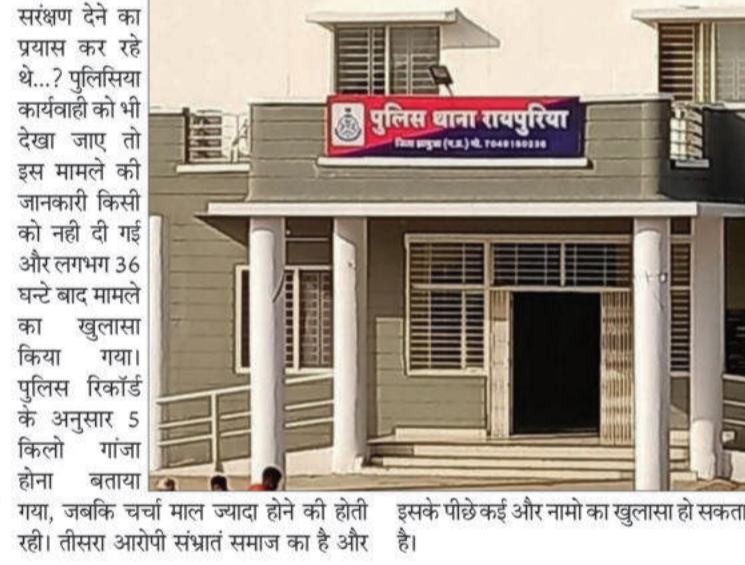 सरंक्षण देने का
प्रयास कर रहे
थे...? पुलिसिया
कार्यवाही को भी
देखा जाए तो
इस मामले की
जानकारी किसी
को नही दी गई
और लगभग 36
घन्टे बाद मामले
का खुलासा
किया गया।
पुलिस रिकॉर्ड
के अनुसार 5
किलो गांजा
होना बताया
गया, जबकि चर्चा माल ज्यादा होने की होती
रही। तीसरा आरोपी संभ्रातं समाज का है और
इसके पीछे कई और नामो का खुलासा हो सकता
है।
पुलिस थाना रायपुरिया
जिला झाबुआ (म.प्र.) मो.